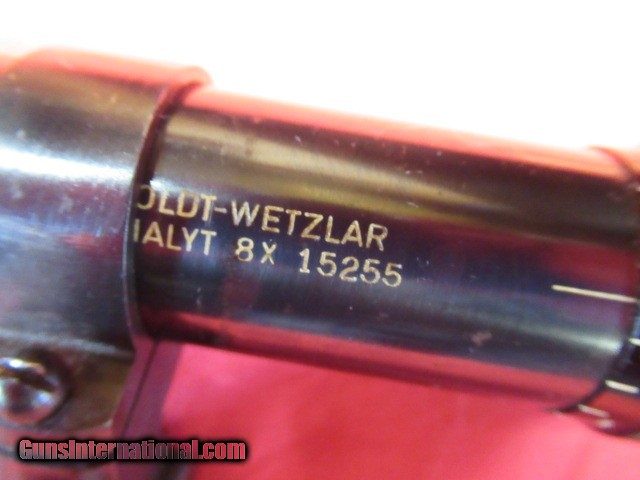 OLDT-WETZLAR
IALYT 8X 15255
GunsInternational.com